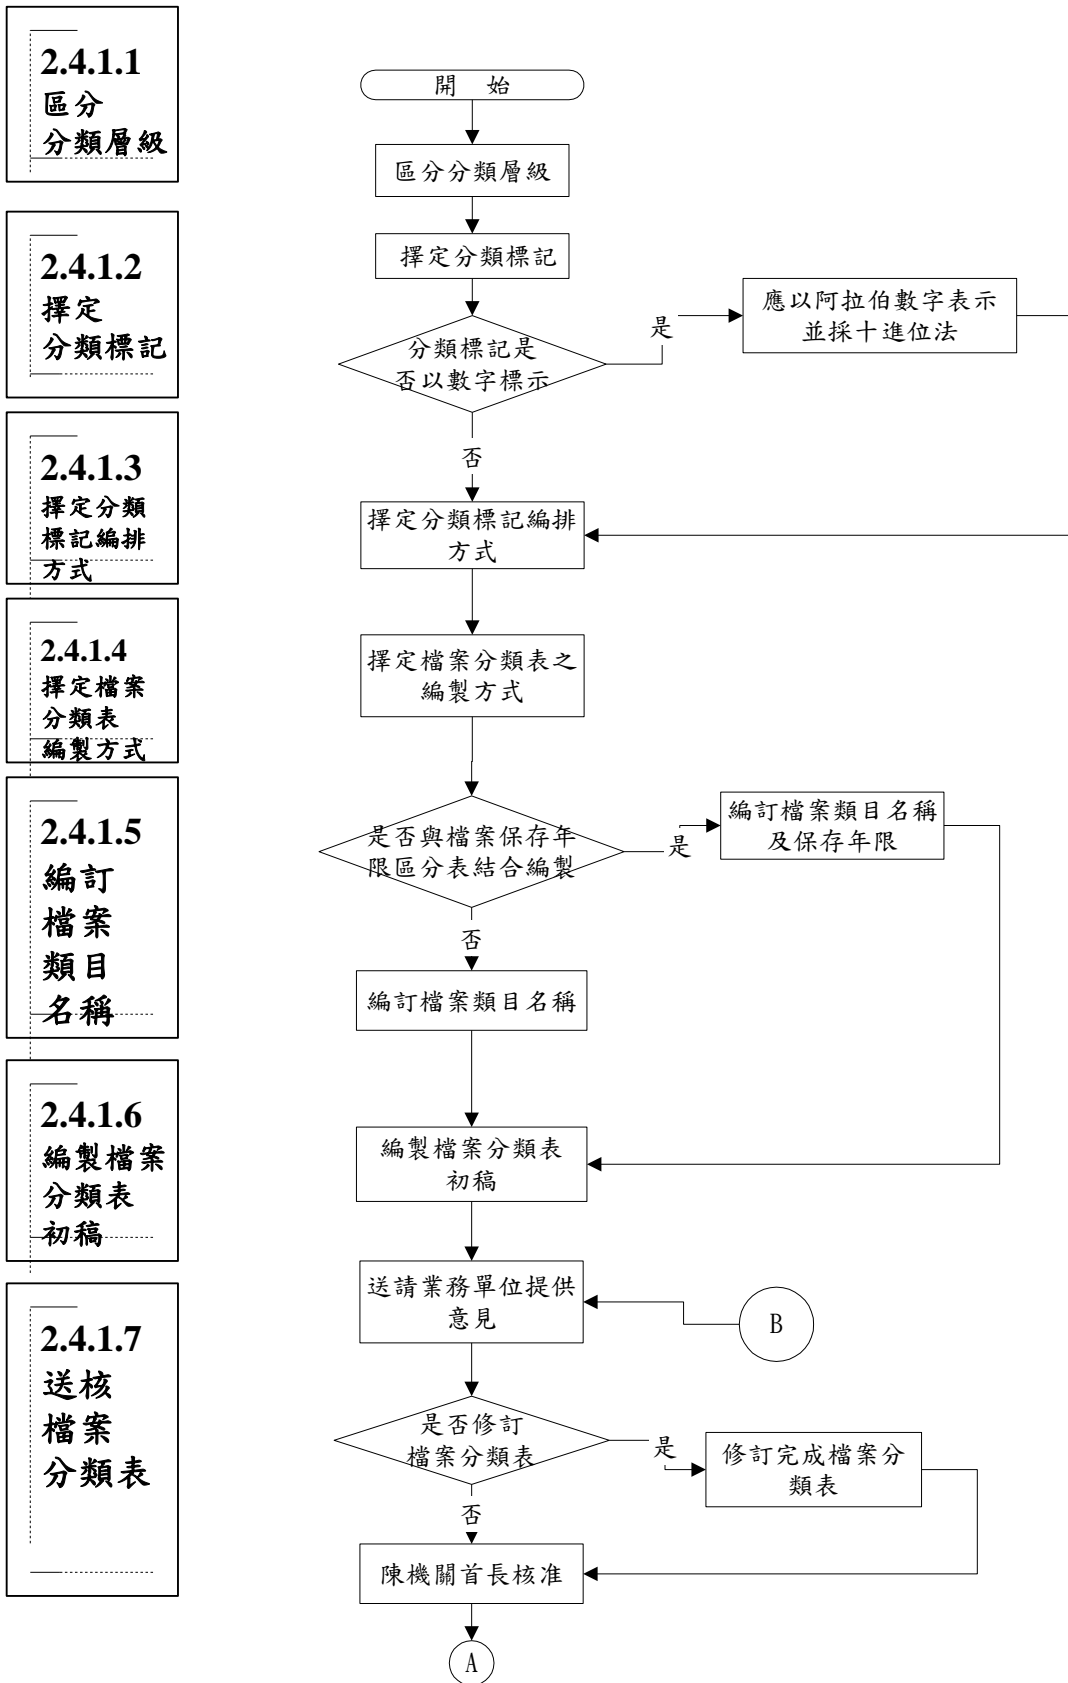 2.4.1.1
區分
分類層級
2.4.1.2
擇定
分類標記
2.4.1.3
擇定分類
標記編排
方式
2.4.1.4
擇定檔案
分類表
編製方式
2.4.1.5
編訂
檔案
類目
名稱
2.4.1.6
編製檔案
分類表
初稿
2.4.1.7
送核
檔案
分類表
開 始
區分分類層級
擇定分類標記
分類標記是
否以數字標示
是
應以阿拉伯數字表示
並採十進位法
否
擇定分類標記編排
方式
擇定檔案分類表之
編製方式
是否與檔案保存年
限區分表結合編製
是
編訂檔案類目名稱
及保存年限
否
編訂檔案類目名稱
編製檔案分類表
初稿
送請業務單位提供
意見
B
是否修訂
檔案分類表
是
修訂完成檔案分
類表
否
陳機關首長核准
A